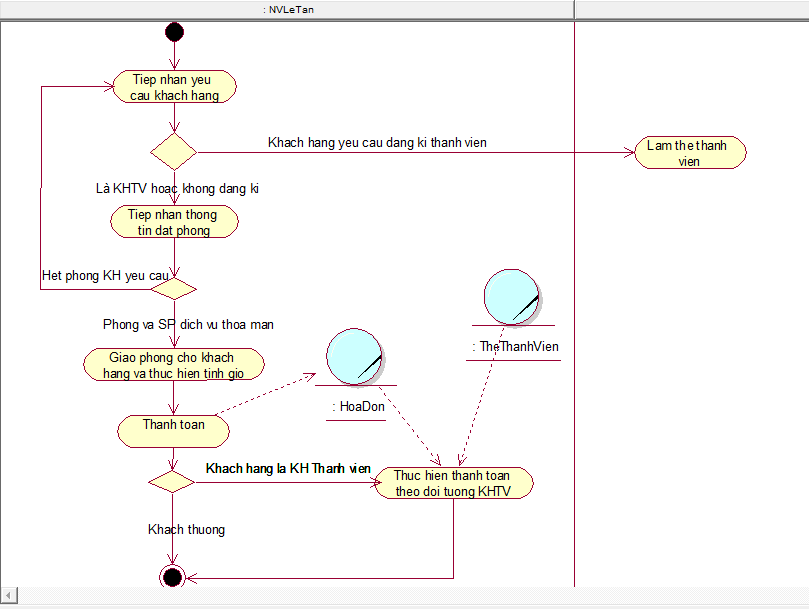 : NVLeTan
Tiep nhan yeu
cau khach hang
Khach hang yeu cau dang ki thanh vien
Lam the thanh
vien
Là KHTV hoac khong dang ki
Tiep nhan thong
tin dat phong
Het phong KH yeu cau
Phong va SP dich vu thoa man
: TheThanhVien
Giao phong cho khach
hang va thuc hien tinh gio
: HoaDon
Thanh toan
Khach hang la KH Thanh vien
Thuc hien thanh toan
theo doi tuong KHTV
Khach thuong